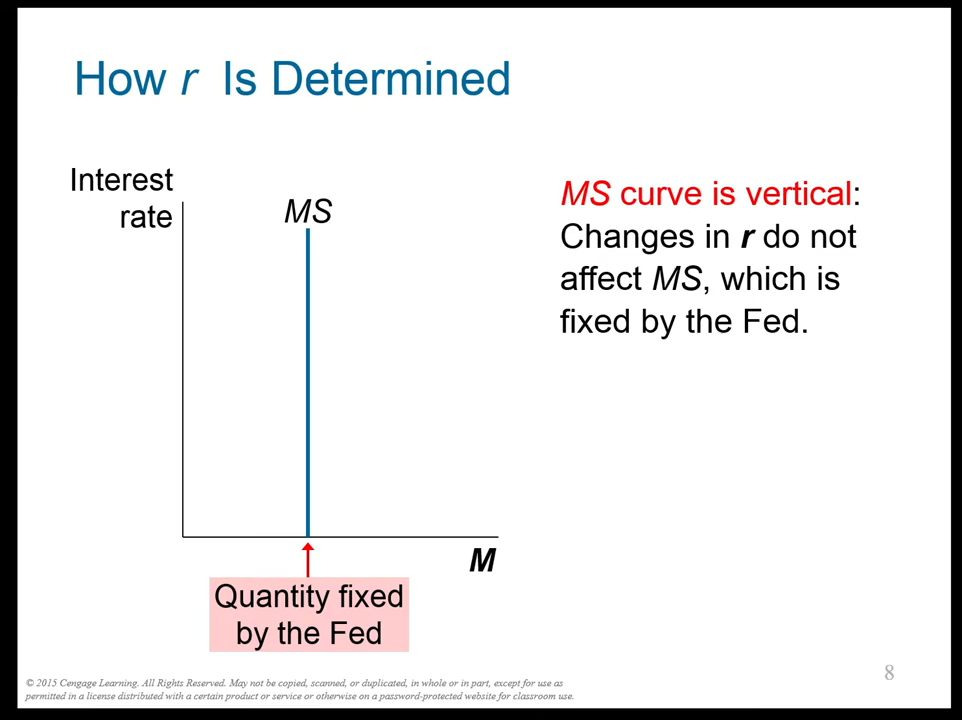 How r Is Determined
Interest
rate
MS
MS curve is vertical:
Changes in r do not
affect MS, which is
fixed by the Fed.
M
Quantity fixed
by the Fed
© 2015 Cengage Learning. All Rights Reserved. May not be copied, scanned, or duplicated, in whole or in part, except for use as
permitted in a license distributed with a certain product or service or otherwise on a password-protected website for classroom use.
8